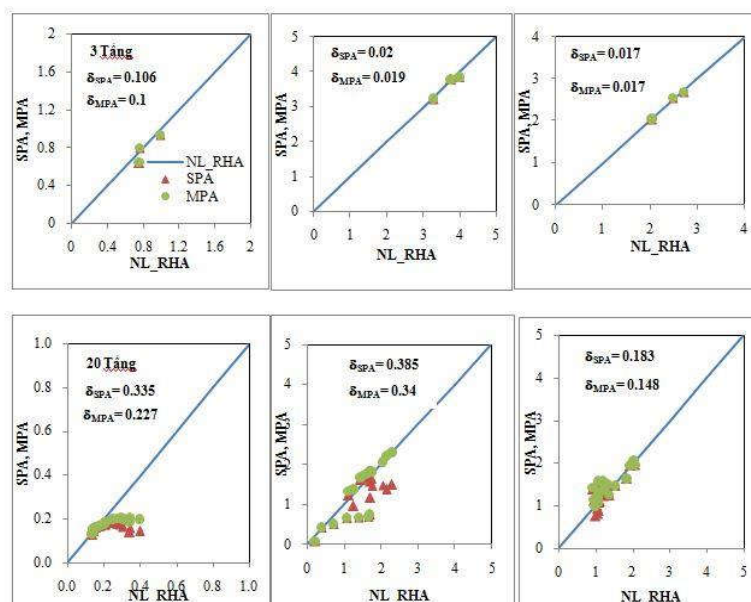 3 Tầng
δSPA = 0.106
δMPA = 0.1
NL_RHA
SPA
MPA
SPA, MPA
2
1.6
1.2
0.8
0.4
0
0 0.4 0.8 1.2 1.6 2
NL_RHA
δSPA = 0.02
δMPA = 0.019
SPA, MPA
5
4
3
2
1
0
0 1 2 3 4 5
NL_RHA
δSPA = 0.017
δMPA = 0.017
SPA, MPA
4
3
2
1
0
0 1 2 3 4
NL_RHA
20 Tầng
δSPA = 0.335
δMPA = 0.227
SPA, MPA
1.0
0.8
0.6
0.4
0.2
0.0
0.0 0.2 0.4 0.6 0.8 1.0
NL_RHA
δSPA = 0.385
δMPA = 0.34
SPA, MPA
5
4
3
2
1
0
0 1 2 3 4 5
NL_RHA
δSPA = 0.183
δMPA = 0.148
SPA, MPA
5
4
3
2
1
0
0 1 2 3 4 5
NL_RHA